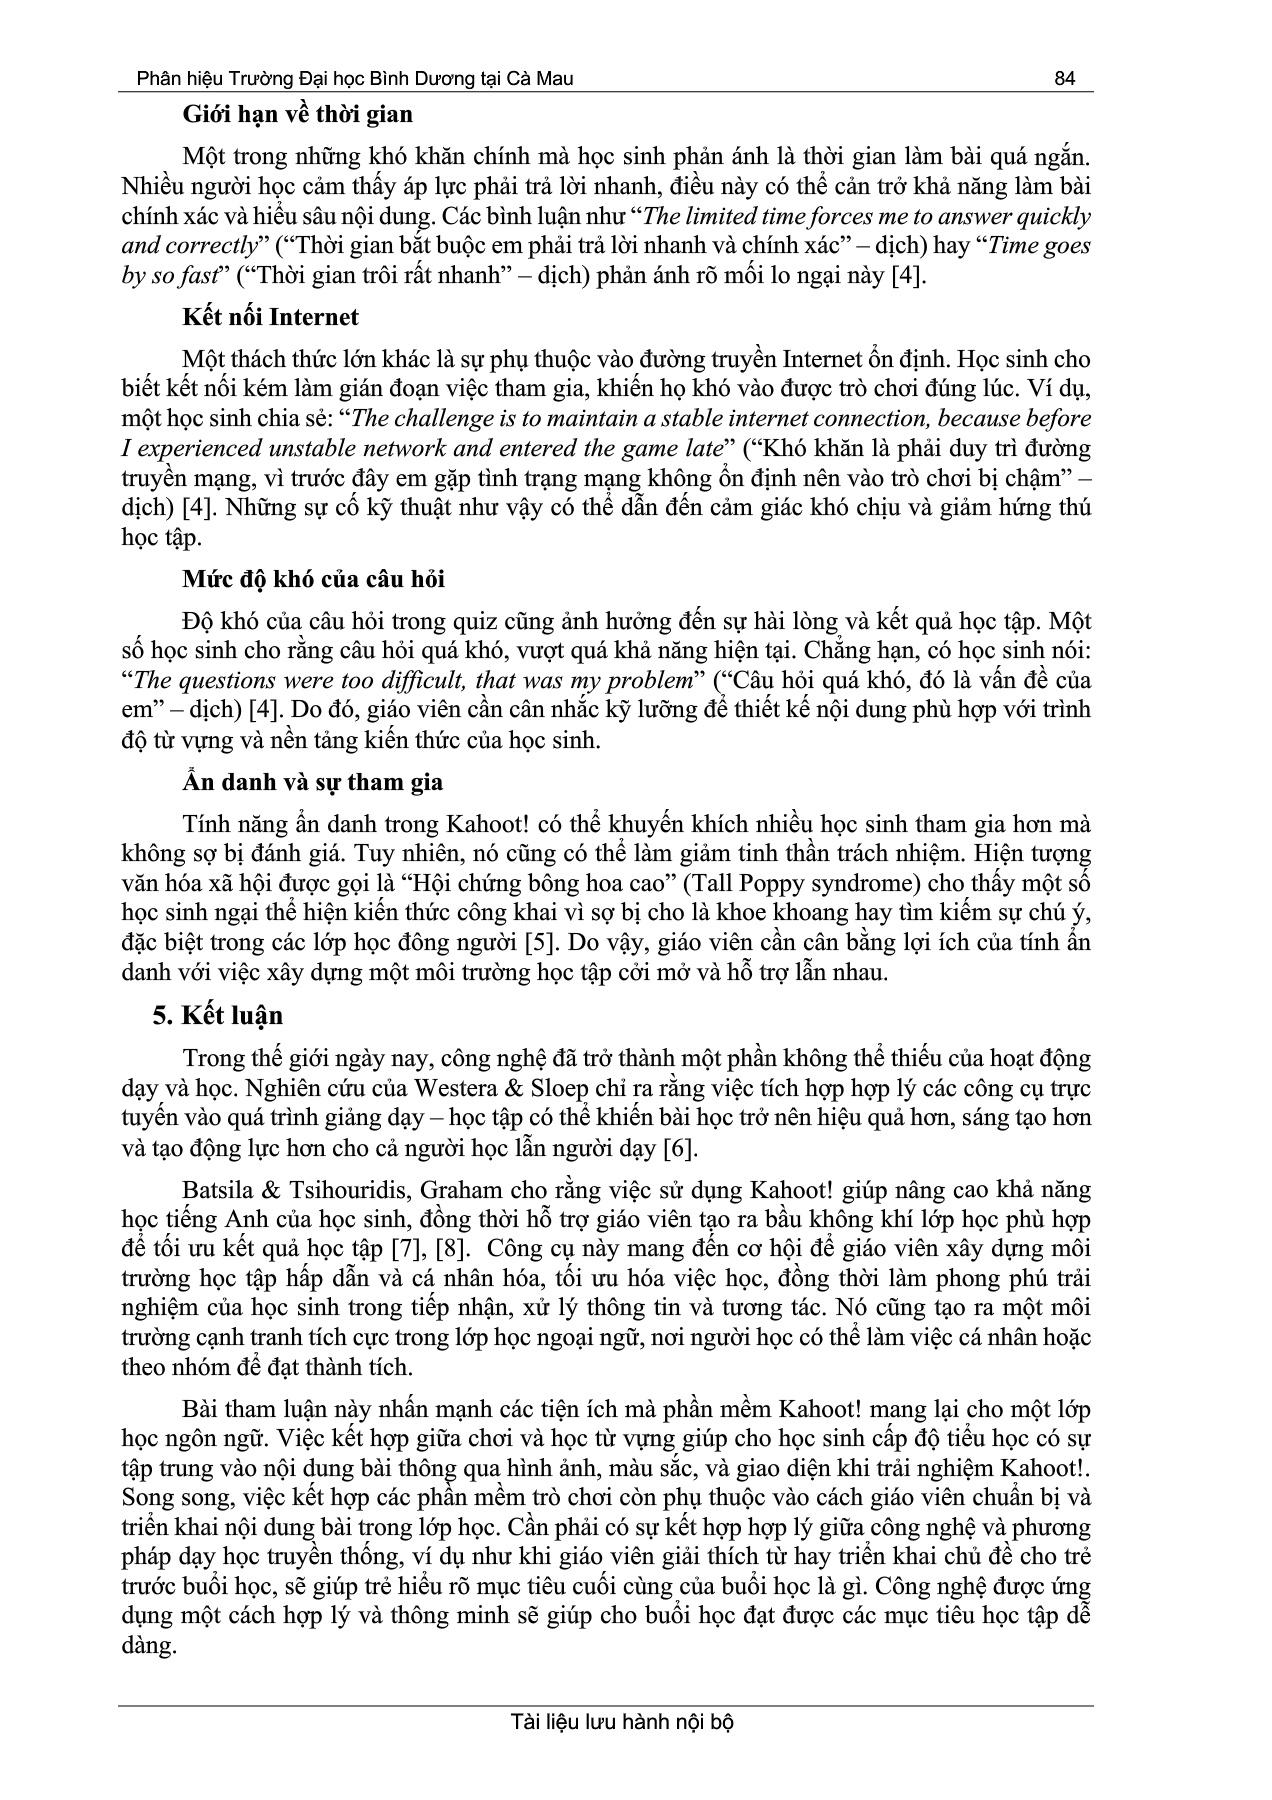 Phân hiệu Trường Đại học Bình Dương tại Cà Mau 84
Giới hạn về thời gian
Một trong những khó khăn chính mà học sinh phản ánh là thời gian làm bài quá ngắn.
Nhiều người học cảm thấy áp lực phải trả lời nhanh, điều này có thể cản trở khả năng làm bài
chính xác và hiểu sâu nội dung. Các bình luận như “The limited time forces me to answer quickly
and correctly” (“Thời gian bắt buộc em phải trả lời nhanh và chính xác” – dịch) hay “Time goes
by so fast” (“Thời gian trôi rất nhanh” – dịch) phản ánh rõ mối lo ngại này [4].
Kết nối Internet
Một thách thức lớn khác là sự phụ thuộc vào đường truyền Internet ổn định. Học sinh cho
biết kết nối kém làm gián đoạn việc tham gia, khiến họ khó vào được trò chơi đúng lúc. Ví dụ,
một học sinh chia sẻ: “The challenge is to maintain a stable internet connection, because before
I experienced unstable network and entered the game late” (“Khó khăn là phải duy trì đường
truyền mạng, vì trước đây em gặp tình trạng mạng không ổn định nên vào trò chơi bị chậm” –
dịch) [4]. Những sự cố kỹ thuật như vậy có thể dẫn đến cảm giác khó chịu và giảm hứng thú
học tập.
Mức độ khó của câu hỏi
Độ khó của câu hỏi trong quiz cũng ảnh hưởng đến sự hài lòng và kết quả học tập. Một
số học sinh cho rằng câu hỏi quá khó, vượt quá khả năng hiện tại. Chẳng hạn, có học sinh nói:
“The questions were too difficult, that was my problem” (“Câu hỏi quá khó, đó là vấn đề của
em” – dịch) [4]. Do đó, giáo viên cần cân nhắc kỹ lưỡng để thiết kế nội dung phù hợp với trình
độ từ vựng và nền tảng kiến thức của học sinh.
Ẩn danh và sự tham gia
Tính năng ẩn danh trong Kahoot! có thể khuyến khích nhiều học sinh tham gia hơn mà
không sợ bị đánh giá. Tuy nhiên, nó cũng có thể làm giảm tinh thần trách nhiệm. Hiện tượng
văn hóa xã hội được gọi là “Hội chứng bông hoa cao” (Tall Poppy syndrome) cho thấy một số
học sinh ngại thể hiện kiến thức công khai vì sợ bị cho là khoe khoang hay tìm kiếm sự chú ý,
đặc biệt trong các lớp học đông người [5]. Do vậy, giáo viên cần cân bằng lợi ích của tính ẩn
danh với việc xây dựng một môi trường học tập cởi mở và hỗ trợ lẫn nhau.
5. Kết luận
Trong thế giới ngày nay, công nghệ đã trở thành một phần không thể thiếu của hoạt động
dạy và học. Nghiên cứu của Westera & Sloep chỉ ra rằng việc tích hợp hợp lý các công cụ trực
tuyến vào quá trình giảng dạy – học tập có thể khiến bài học trở nên hiệu quả hơn, sáng tạo hơn
và tạo động lực hơn cho cả người học lẫn người dạy [6].
Batsila & Tsihouridis, Graham cho rằng việc sử dụng Kahoot! giúp nâng cao khả năng
học tiếng Anh của học sinh, đồng thời hỗ trợ giáo viên tạo ra bầu không khí lớp học phù hợp
để tối ưu kết quả học tập [7], [8]. Công cụ này mang đến cơ hội để giáo viên xây dựng môi
trường học tập hấp dẫn và cá nhân hóa, tối ưu hóa việc học, đồng thời làm phong phú trải
nghiệm của học sinh trong tiếp nhận, xử lý thông tin và tương tác. Nó cũng tạo ra một môi
trường cạnh tranh tích cực trong lớp học ngoại ngữ, nơi người học có thể làm việc cá nhân hoặc
theo nhóm để đạt thành tích.
Bài tham luận này nhấn mạnh các tiện ích mà phần mềm Kahoot! mang lại cho một lớp
học ngôn ngữ. Việc kết hợp giữa chơi và học từ vựng giúp cho học sinh cấp độ tiểu học có sự
tập trung vào nội dung bài thông qua hình ảnh, màu sắc, và giao diện khi trải nghiệm Kahoot!.
Song song, việc kết hợp các phần mềm trò chơi còn phụ thuộc vào cách giáo viên chuẩn bị và
triển khai nội dung bài trong lớp học. Cần phải có sự kết hợp hợp lý giữa công nghệ và phương
pháp dạy học truyền thống, ví dụ như khi giáo viên giải thích từ hay triển khai chủ đề cho trẻ
trước buổi học, sẽ giúp trẻ hiểu rõ mục tiêu cuối cùng của buổi học là gì. Công nghệ được ứng
dụng một cách hợp lý và thông minh sẽ giúp cho buổi học đạt được các mục tiêu học tập dễ
dàng.
Tài liệu lưu hành nội bộ